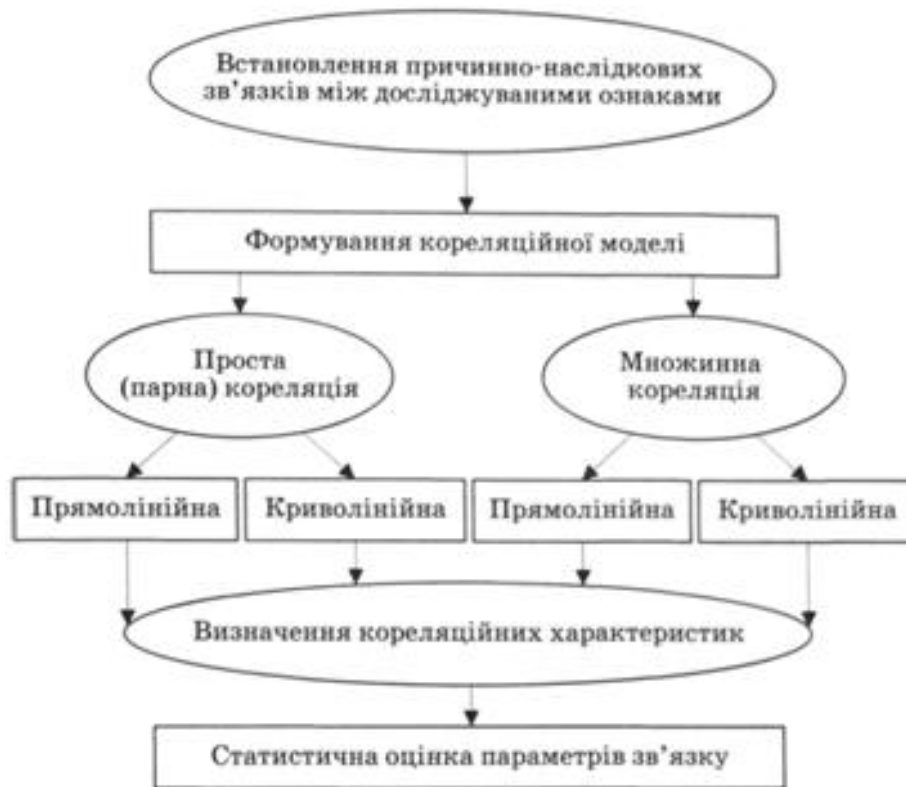 Встановлення причинно-наслідкових
зв’язків між досліджуваними ознаками
Формування кореляційної моделі
Проста
(парна) кореляція
Множинна
кореляція
Прямолінійна
Криволінійна
Прямолінійна
Криволінійна
Визначення кореляційних характеристик
Статистична оцінка параметрів зв’язку